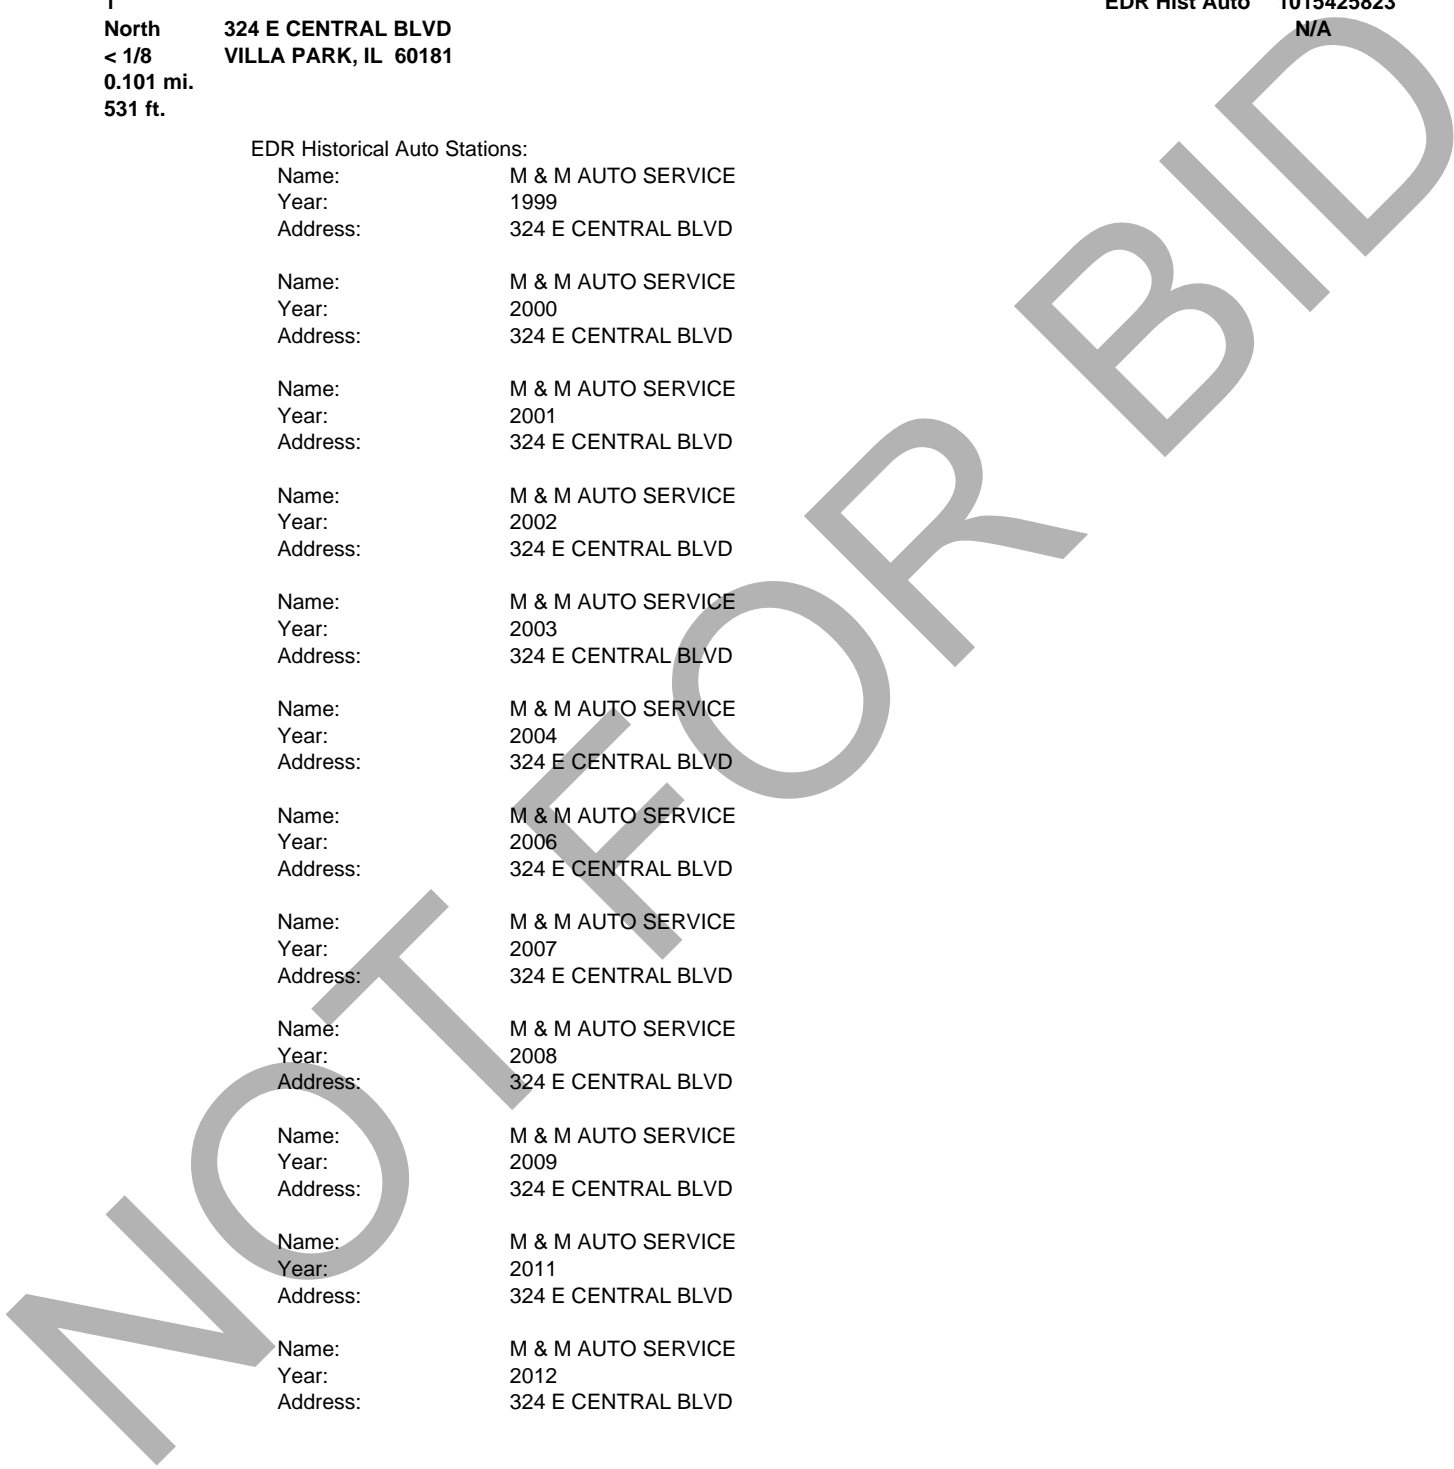 1 EDR Hist Auto 1015425823
North 324 E CENTRAL BLVD N/A
< 1/8 VILLA PARK, IL 60181
0.101 mi.
531 ft.
EDR Historical Auto Stations:
Name: M & M AUTO SERVICE
Year: 1999
Address: 324 E CENTRAL BLVD
Name: M & M AUTO SERVICE
Year: 2000
Address: 324 E CENTRAL BLVD
Name: M & M AUTO SERVICE
Year: 2001
Address: 324 E CENTRAL BLVD
Name: M & M AUTO SERVICE
Year: 2002
Address: 324 E CENTRAL BLVD
Name: M & M AUTO SERVICE
Year: 2003
Address: 324 E CENTRAL BLVD
Name: M & M AUTO SERVICE
Year: 2004
Address: 324 E CENTRAL BLVD
Name: M & M AUTO SERVICE
Year: 2006
Address: 324 E CENTRAL BLVD
Name: M & M AUTO SERVICE
Year: 2007
Address: 324 E CENTRAL BLVD
Name: M & M AUTO SERVICE
Year: 2008
Address: 324 E CENTRAL BLVD
Name: M & M AUTO SERVICE
Year: 2009
Address: 324 E CENTRAL BLVD
Name: M & M AUTO SERVICE
Year: 2011
Address: 324 E CENTRAL BLVD
Name: M & M AUTO SERVICE
Year: 2012
Address: 324 E CENTRAL BLVD
NOT FOR BID